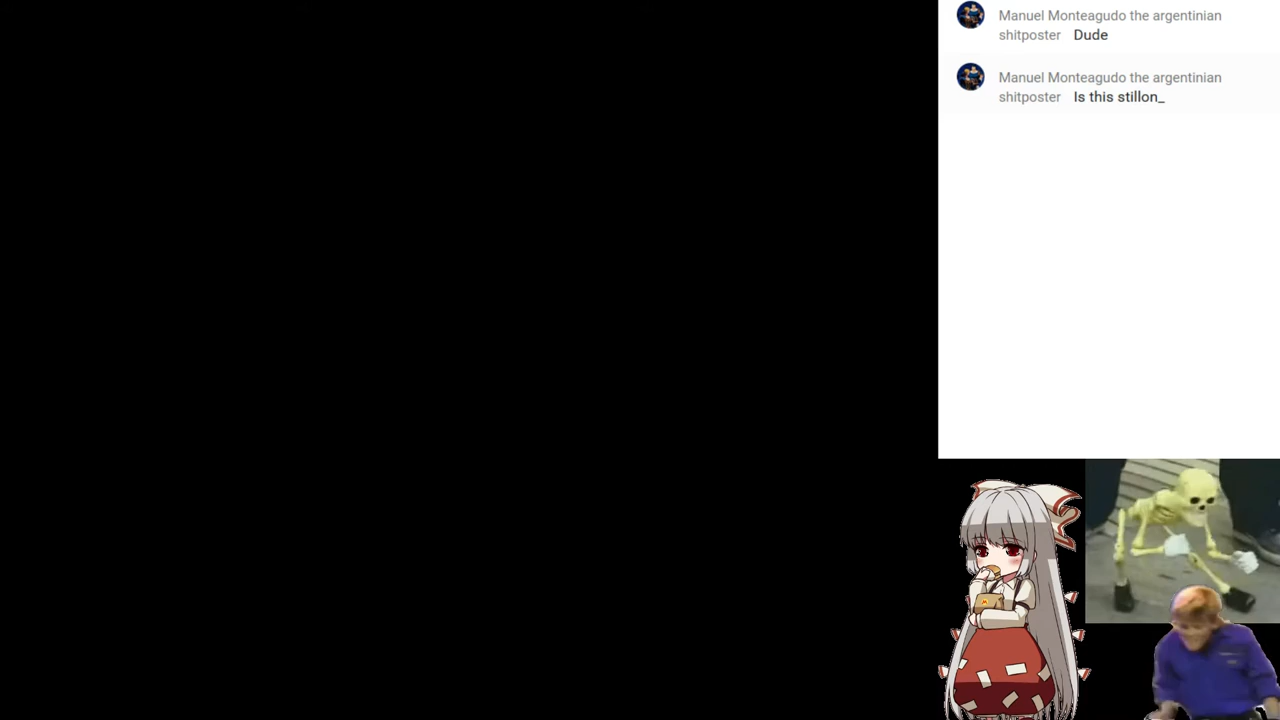 Manuel Monteagudo the argentinian
shitposter Dude
Manuel Monteagudo the argentinian
shitposter Is this stillon_